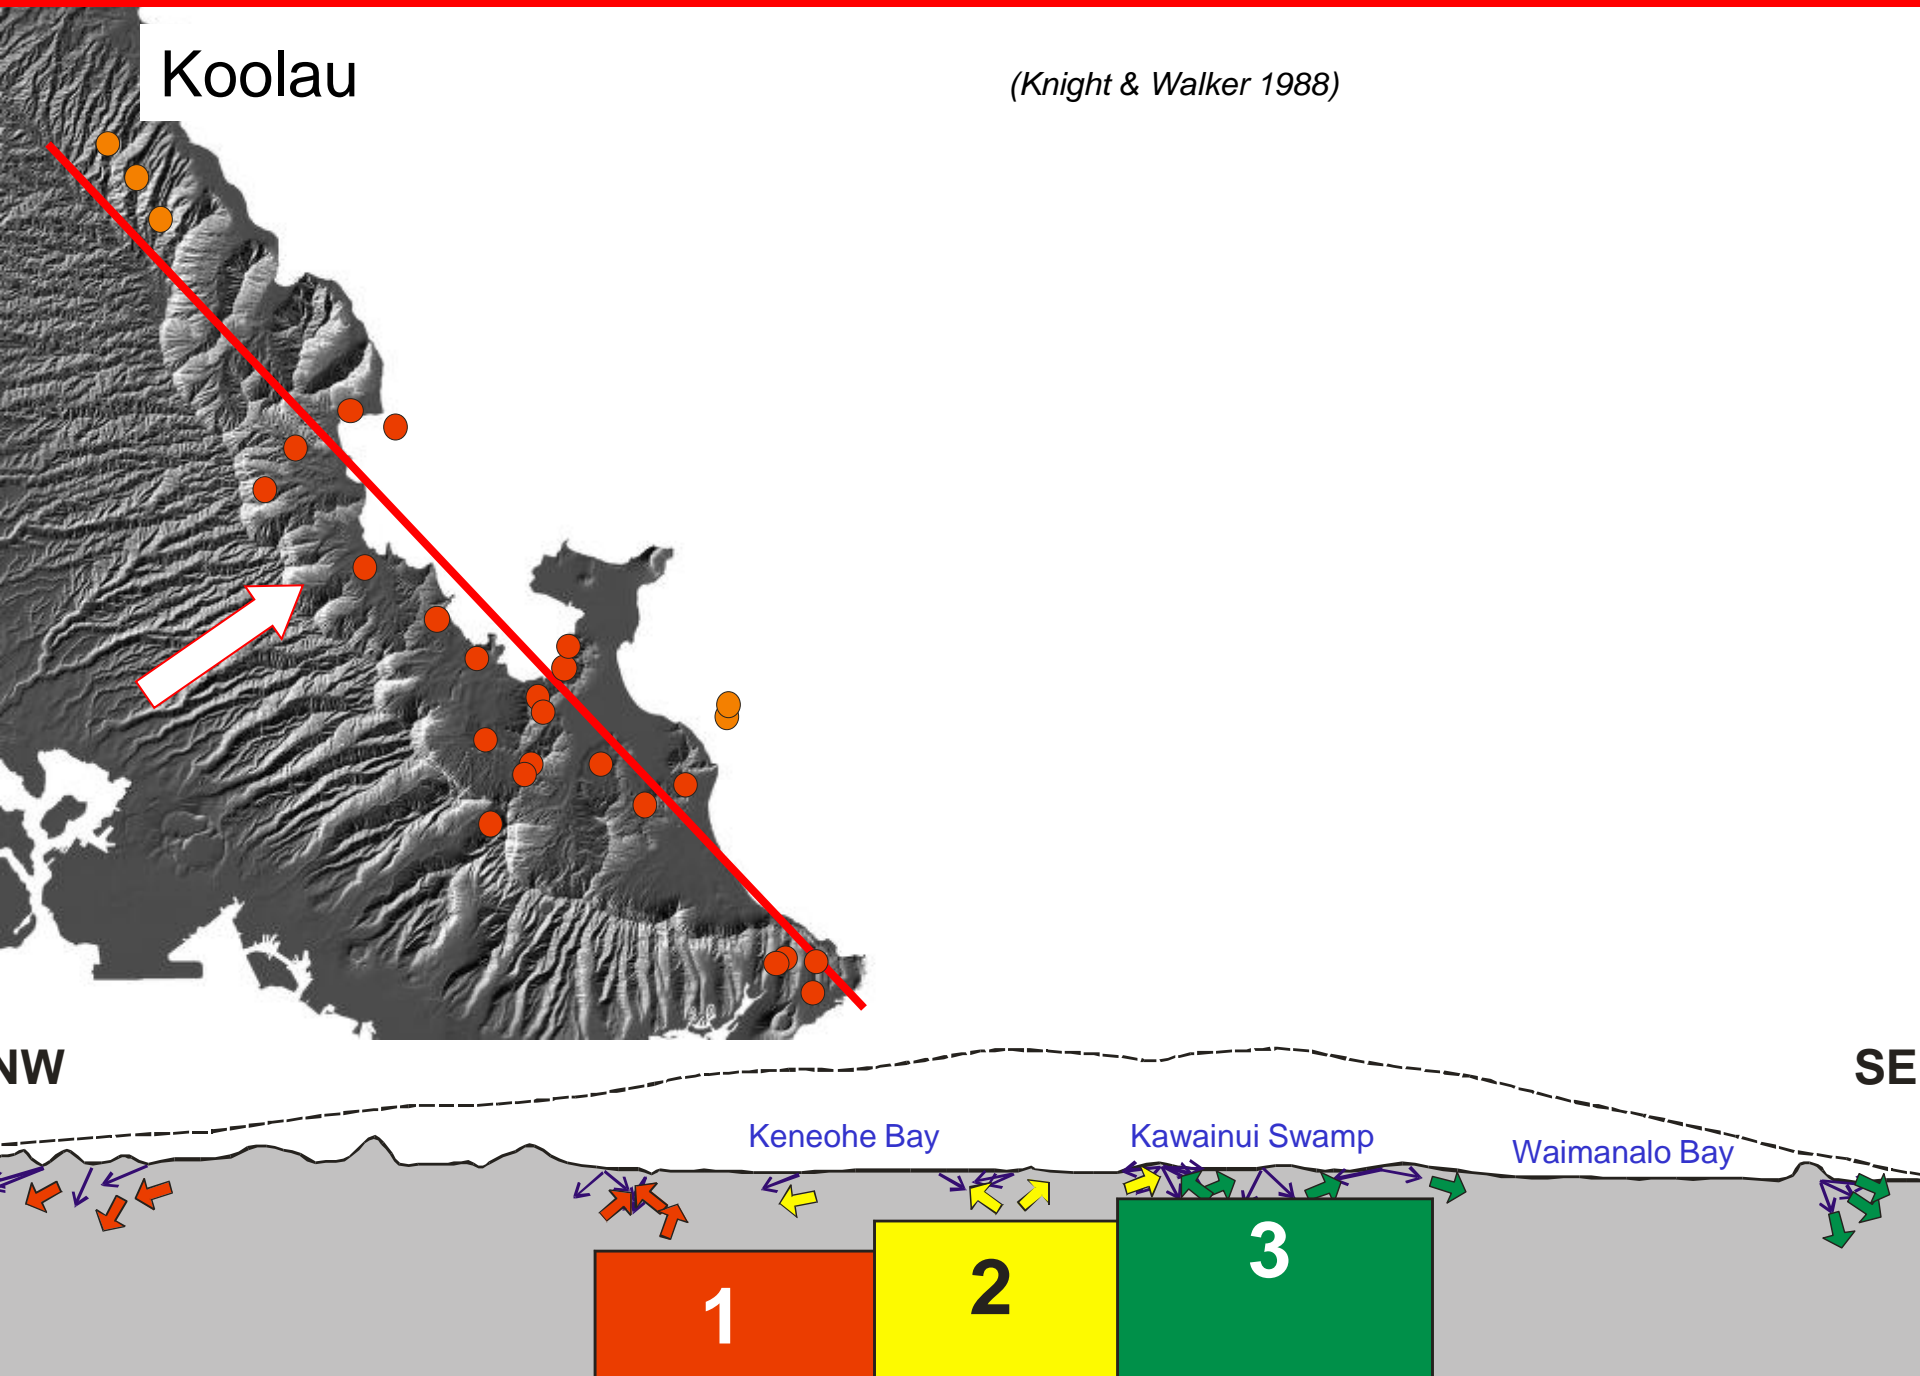 Koolau
(Knight & Walker 1988)
NW
SE
Keneohe Bay
Kawainui Swamp
Waimanalo Bay
1
2
3